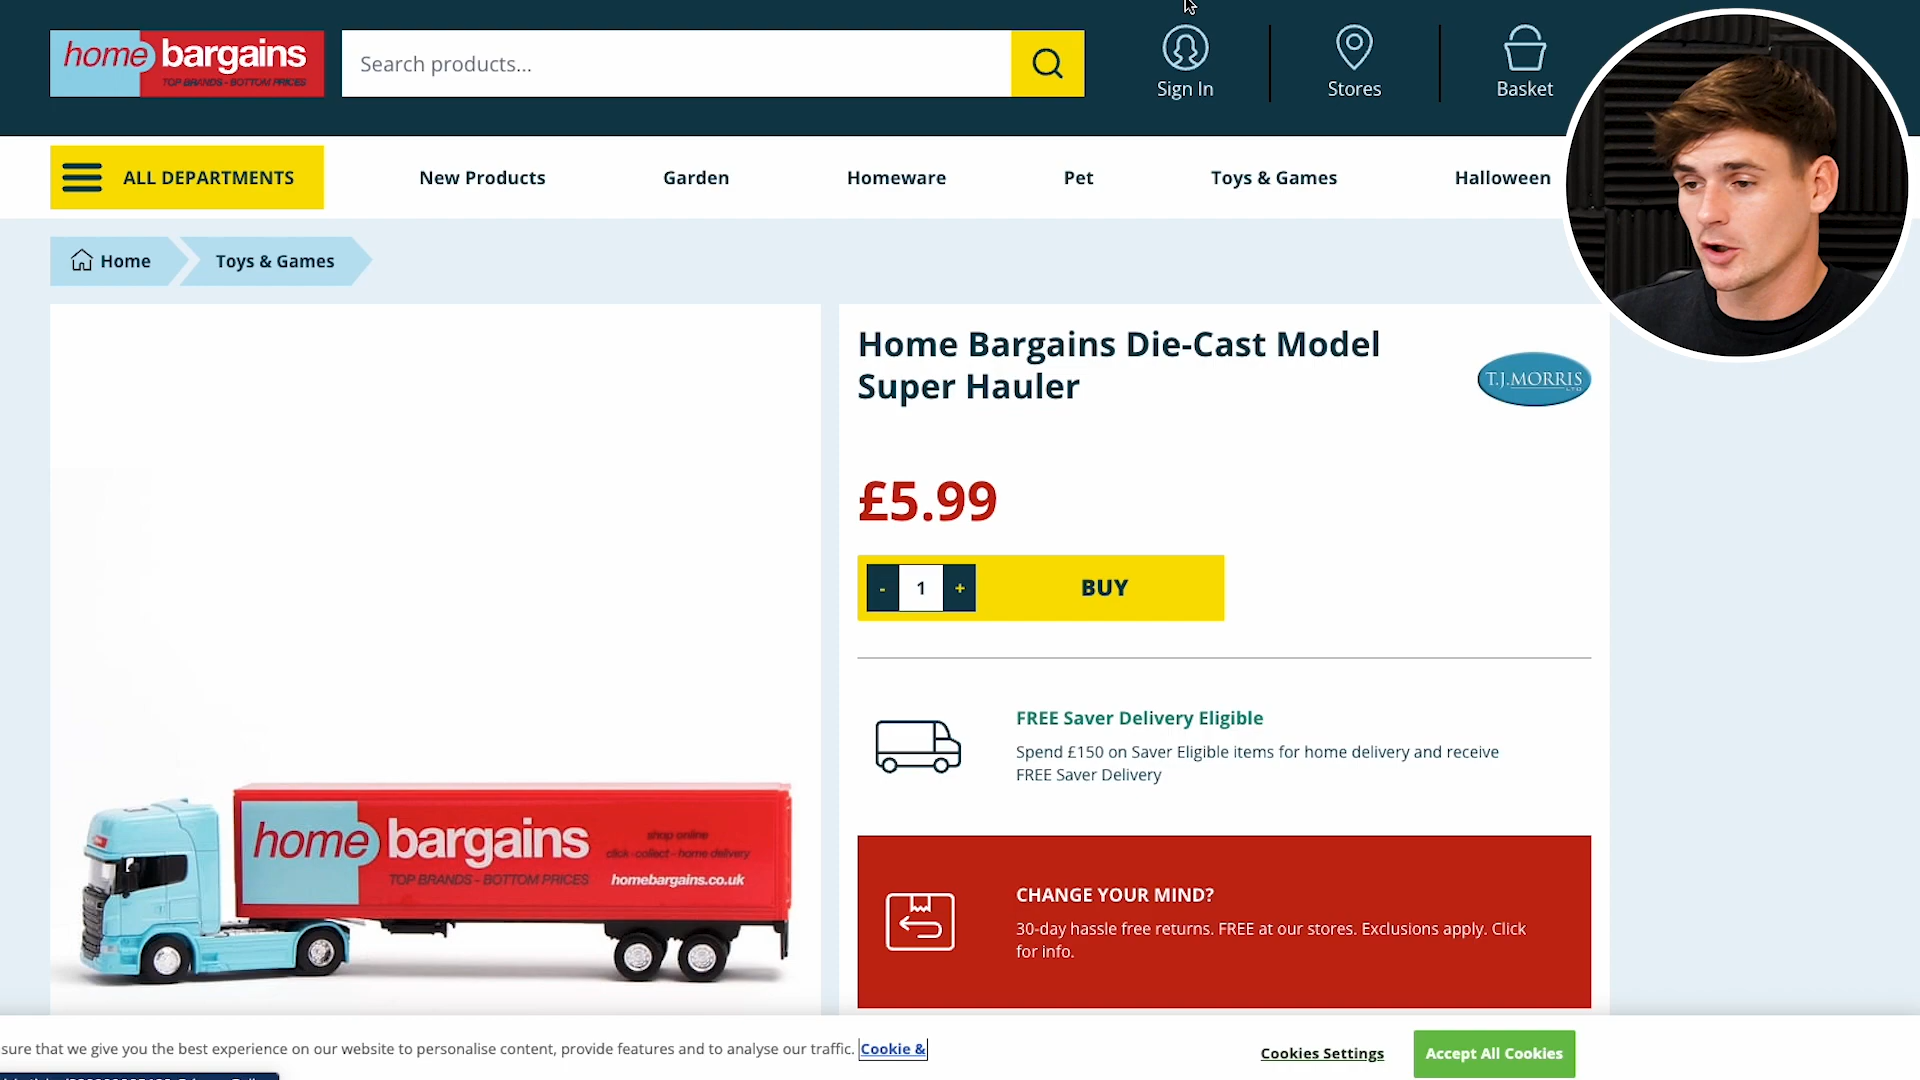 home bargains
TOP BRANDS - BOTTOM PRICES
Search products...
Sign In
Stores
Basket
ALL DEPARTMENTS
New Products
Garden
Homeware
Pet
Toys & Games
Halloween
Home
Toys & Games
Home Bargains Die-Cast Model
Super Hauler
T.J.MORRIS
LTD
£5.99
- 1 +
BUY
FREE Saver Delivery Eligible
Spend £150 on Saver Eligible items for home delivery and receive
FREE Saver Delivery
home bargains
TOP BRANDS - BOTTOM PRICES
shop online
click - collect - home delivery
homebargains.co.uk
CHANGE YOUR MIND?
30-day hassle free returns. FREE at our stores. Exclusions apply. Click
for info.
sure that we give you the best experience on our website to personalise content, provide features and to analyse our traffic. Cookie &
Cookies Settings
Accept All Cookies